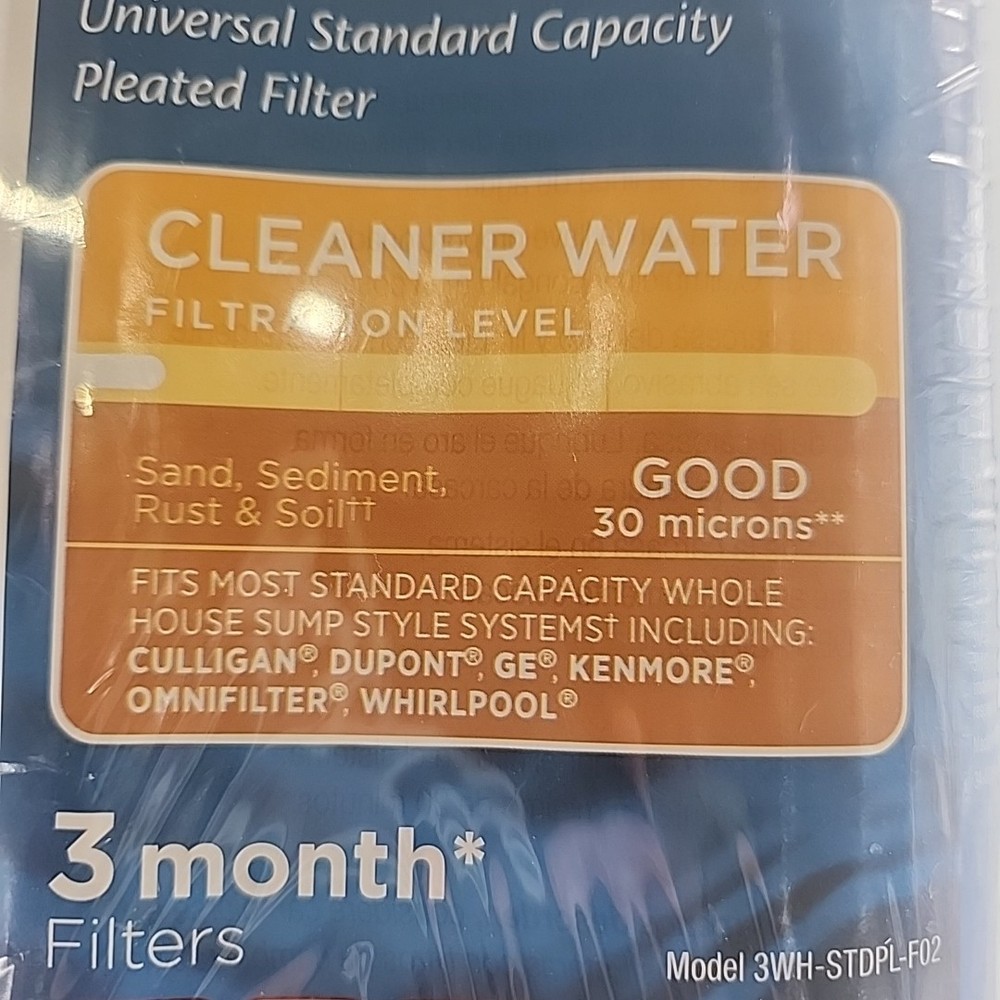 Universal Standard Capacity
Pleated Filter
CLEANER WATER
FILTRATION LEVEL
Sand, Sediment,
Rust & Soil††
GOOD
30 microns**
FITS MOST STANDARD CAPACITY WHOLE
HOUSE SUMP STYLE SYSTEMS† INCLUDING:
CULLIGAN®, DUPONT®, GE®, KENMORE®,
OMNIFILTER®, WHIRLPOOL®
3 month*
Filters
Model 3WH-STDPL-F02